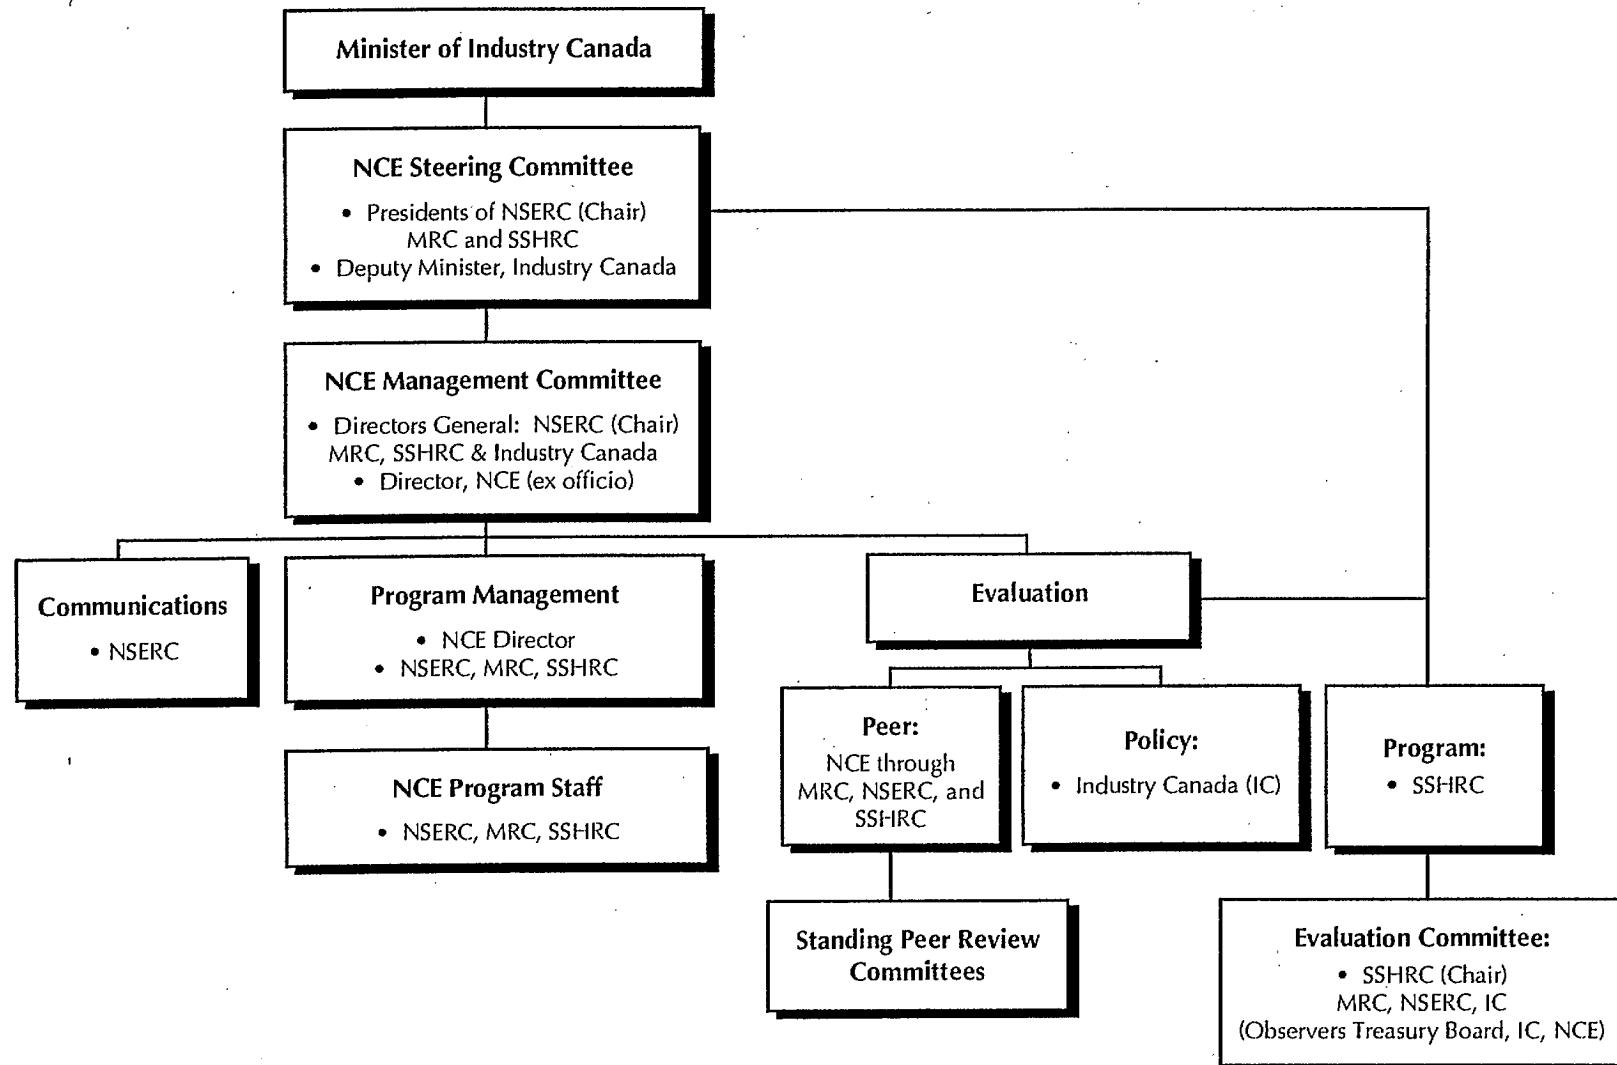 Minister of Industry Canada
NCE Steering Committee
• Presidents of NSERC (Chair)
MRC and SSHRC
• Deputy Minister, Industry Canada
NCE Management Committee
• Directors General: NSERC (Chair)
MRC, SSHRC & Industry Canada
• Director, NCE (ex officio)
Communications
• NSERC
Program Management
• NCE Director
• NSERC, MRC, SSHRC
Evaluation
NCE Program Staff
• NSERC, MRC, SSHRC
Peer:
NCE through
MRC, NSERC, and
SSHRC
Policy:
• Industry Canada (IC)
Program:
• SSHRC
Standing Peer Review
Committees
Evaluation Committee:
• SSHRC (Chair)
MRC, NSERC, IC
(Observers Treasury Board, IC, NCE)